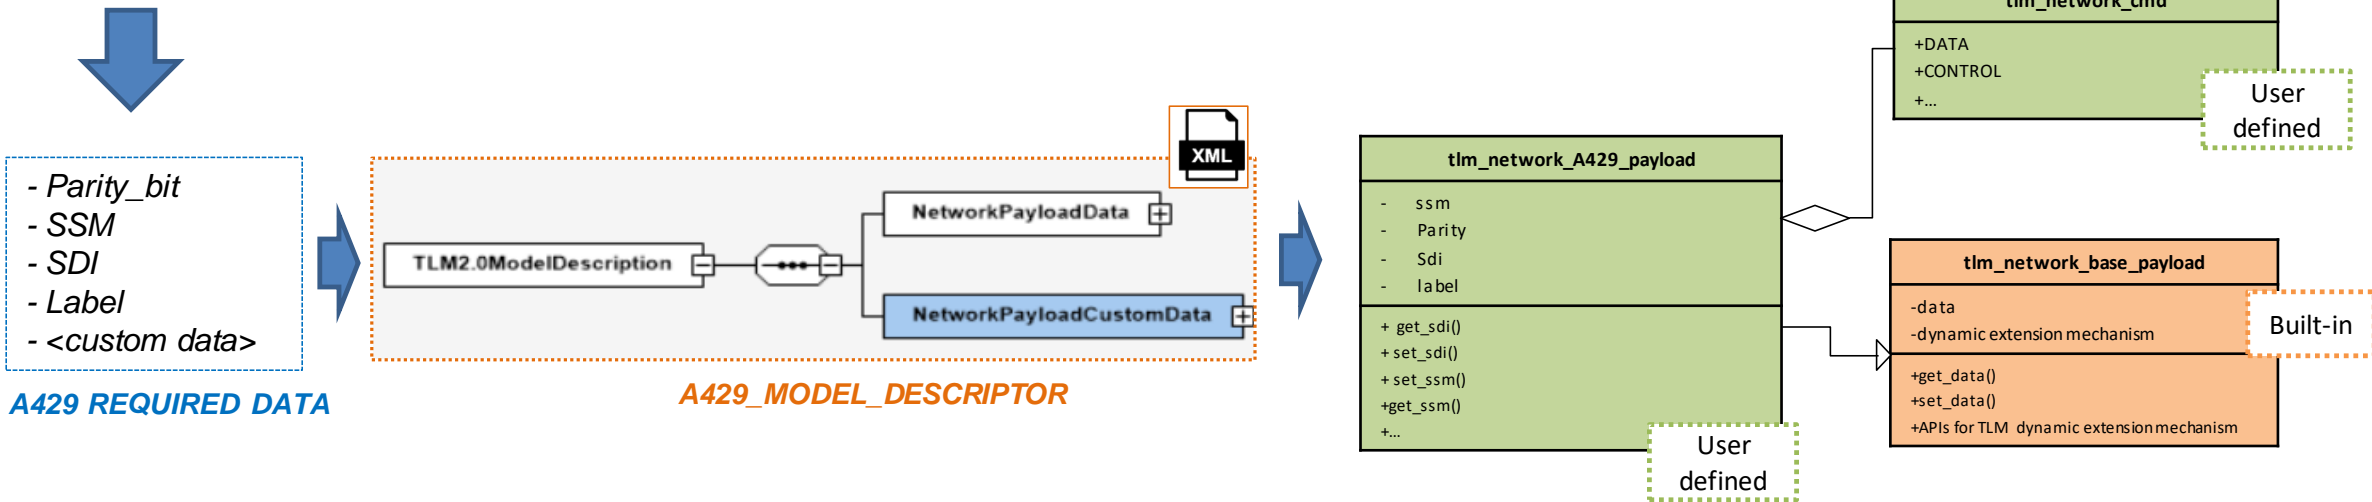 - Parity_bit
- SSM
- SDI
- Label
- <custom data>
A429 REQUIRED DATA
XML
TLM2.0ModelDescription
NetworkPayloadData
NetworkPayloadCustomData
A429_MODEL_DESCRIPTOR
tlm_network_A429_payload
- ssm
- Parity
- Sdi
- label
+ get_sdi()
+ set_sdi()
+ set_ssm()
+get_ssm()
+...
User
defined
tlm_network_cmd
+DATA
+CONTROL
+...
User
defined
tlm_network_base_payload
-data
-dynamic extension mechanism
+get_data()
+set_data()
+APIs for TLM dynamic extension mechanism
Built-in